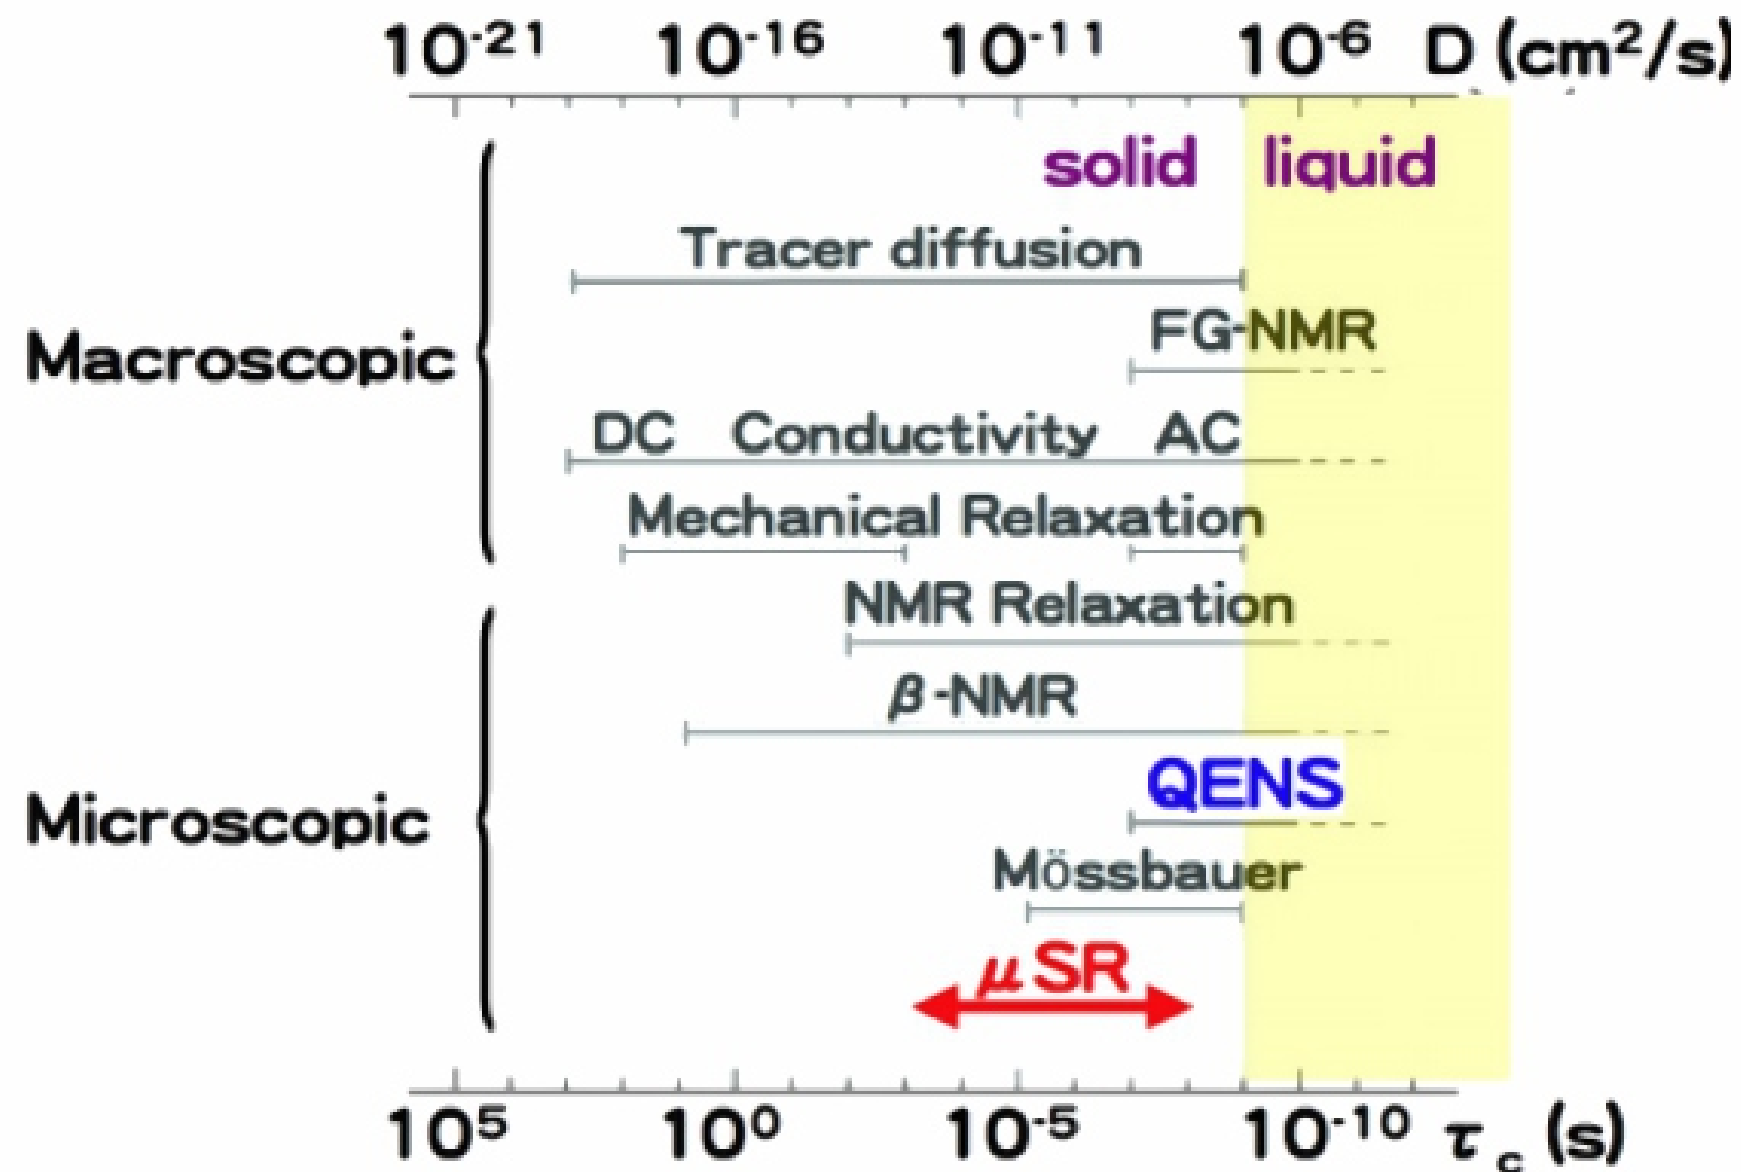 10⁻²¹ 10⁻¹⁶ 10⁻¹¹ 10⁻⁶ D (cm²/s)
solid liquid
Tracer diffusion
FG-NMR
Macroscopic
DC Conductivity AC
Mechanical Relaxation
NMR Relaxation
β-NMR
QENS
Microscopic
Mössbauer
μSR
10⁵ 10⁰ 10⁻⁵ 10⁻¹⁰ τc (s)